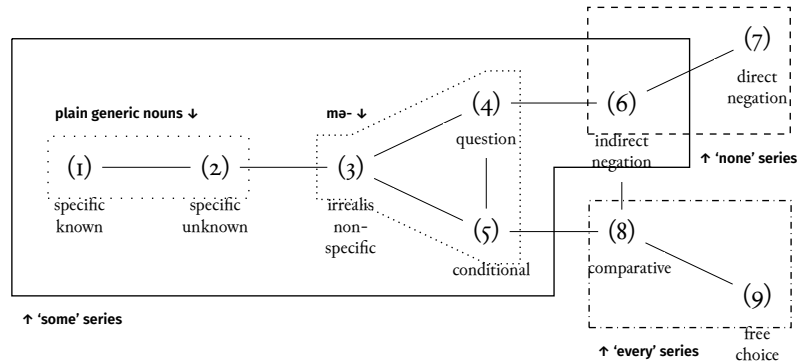 (7)
direct
negation
plain generic nouns ↓
mə- ↓
(4)
question
(6)
indirect
negation
↑ ‘none’ series
(1)
specific
known
(2)
specific
unknown
(3)
irrealis
non-
specific
(5)
conditional
(8)
comparative
(9)
free
choice
↑ ‘some’ series
↑ ‘every’ series